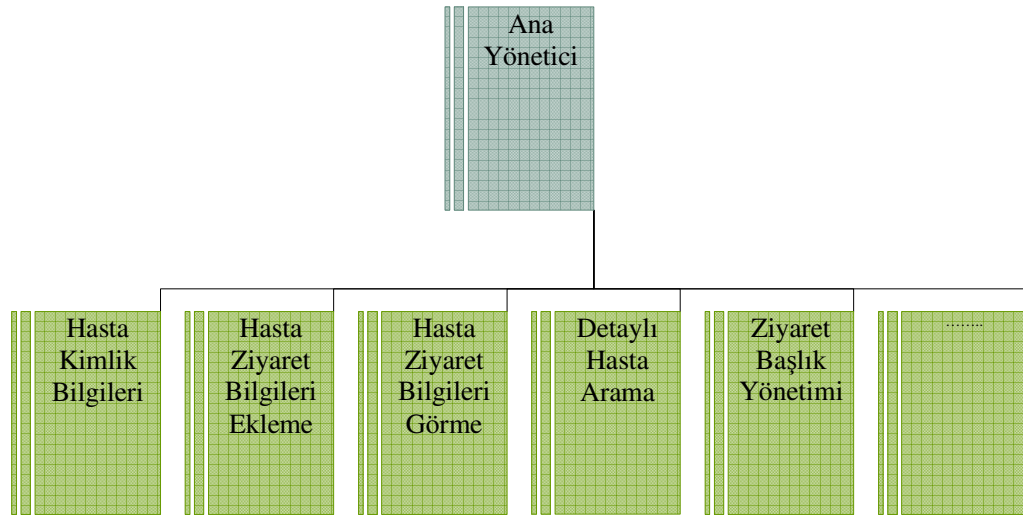 Ana
Yönetici
Hasta
Kimlik
Bilgileri
Hasta
Ziyaret
Bilgileri
Ekleme
Hasta
Ziyaret
Bilgileri
Görme
Detaylı
Hasta
Arama
Ziyaret
Başlık
Yönetimi
........